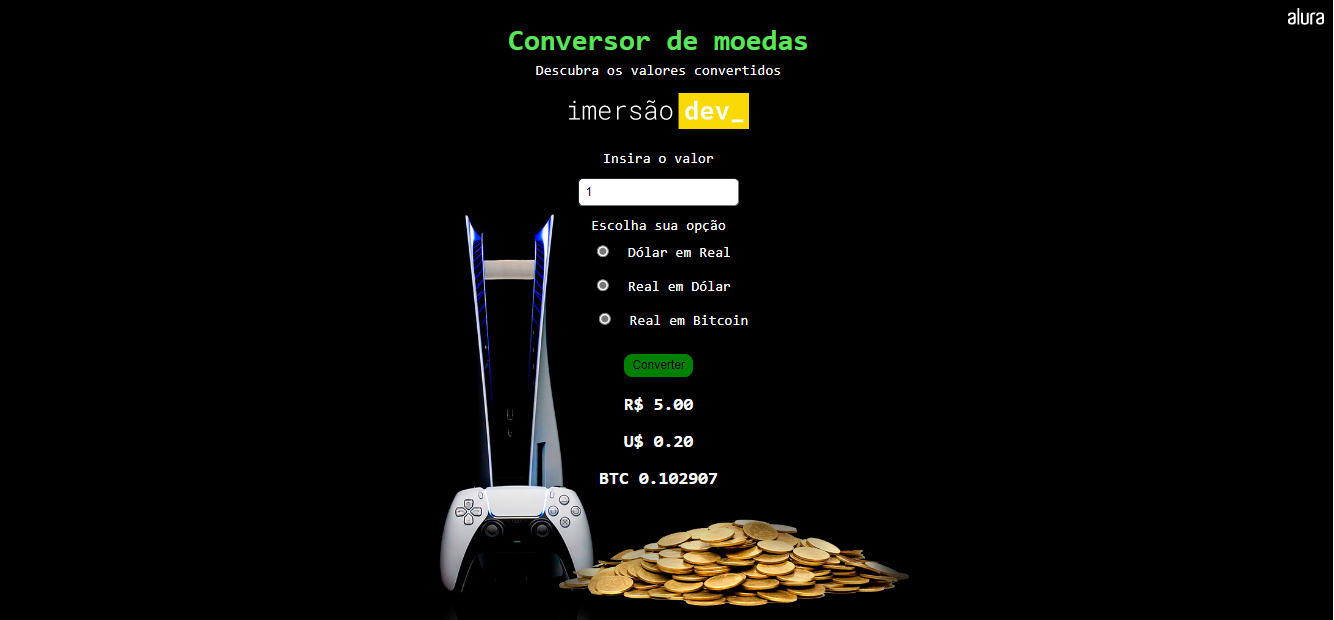 alura
Conversor de moedas
Descubra os valores convertidos
imersão dev_
Insira o valor
1
Escolha sua opção
Dólar em Real
Real em Dólar
Real em Bitcoin
Converter
R$ 5.00
U$ 0.20
BTC 0.102907